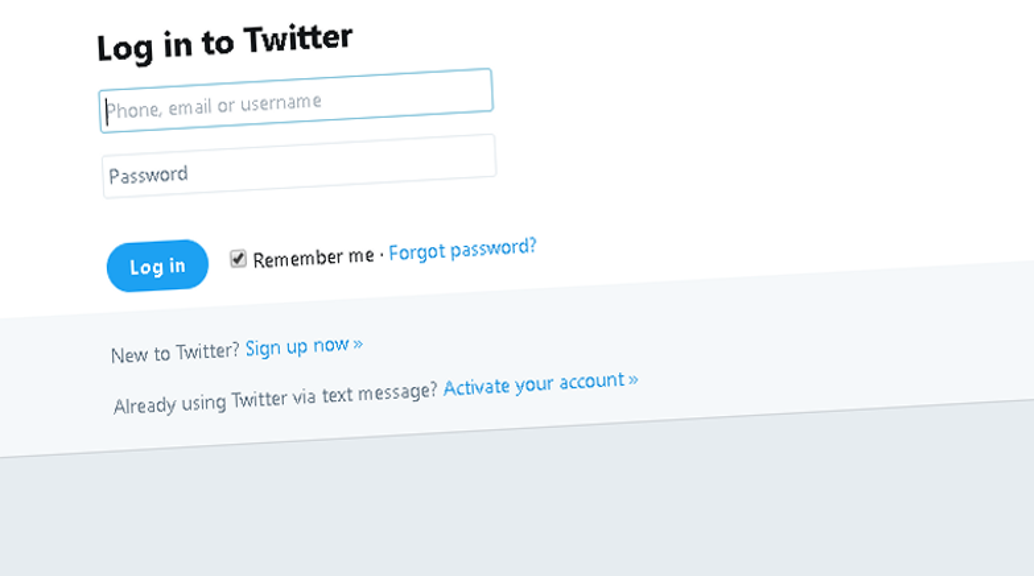 Log in to Twitter
Phone, email or username
Password
Log in
Remember me · Forgot password?
New to Twitter? Sign up now »
Already using Twitter via text message? Activate your account »